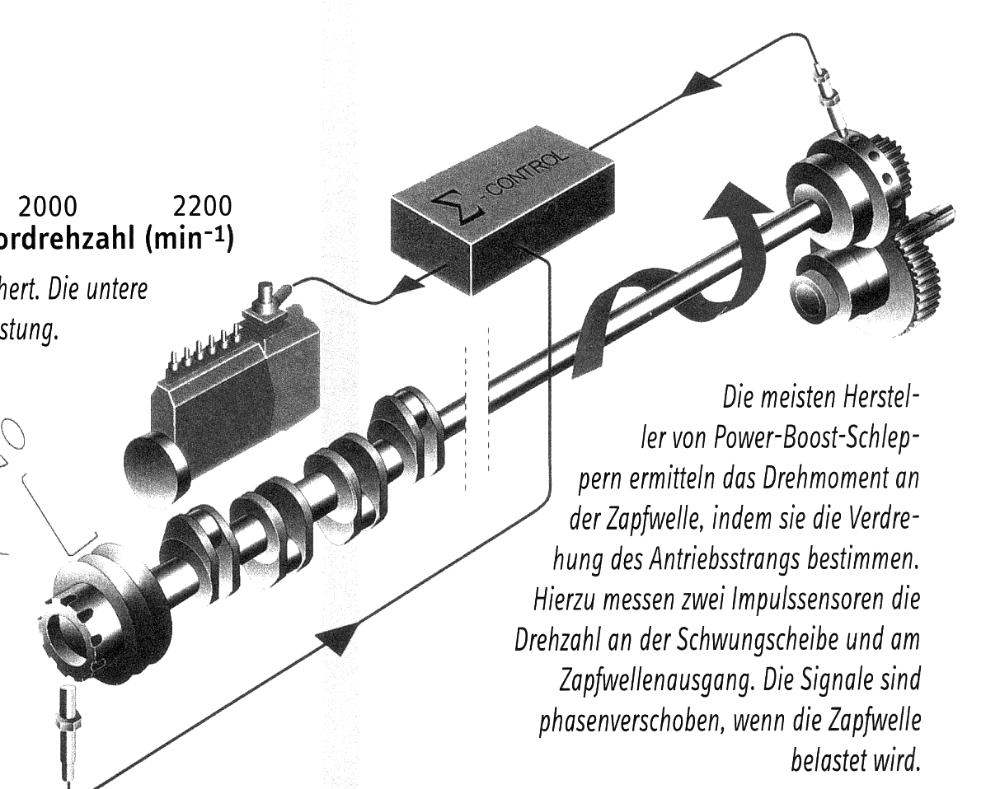 Σ-CONTROL
2000 2200
ordrehzahl (min-1)
hert. Die untere
stung.
Die meisten Herstel-
ler von Power-Boost-Schlep-
pern ermitteln das Drehmoment an
der Zapfwelle, indem sie die Verdre-
hung des Antriebsstrangs bestimmen.
Hierzu messen zwei Impulssensoren die
Drehzahl an der Schwungscheibe und am
Zapfwellenausgang. Die Signale sind
phasenverschoben, wenn die Zapfwelle
belastet wird.